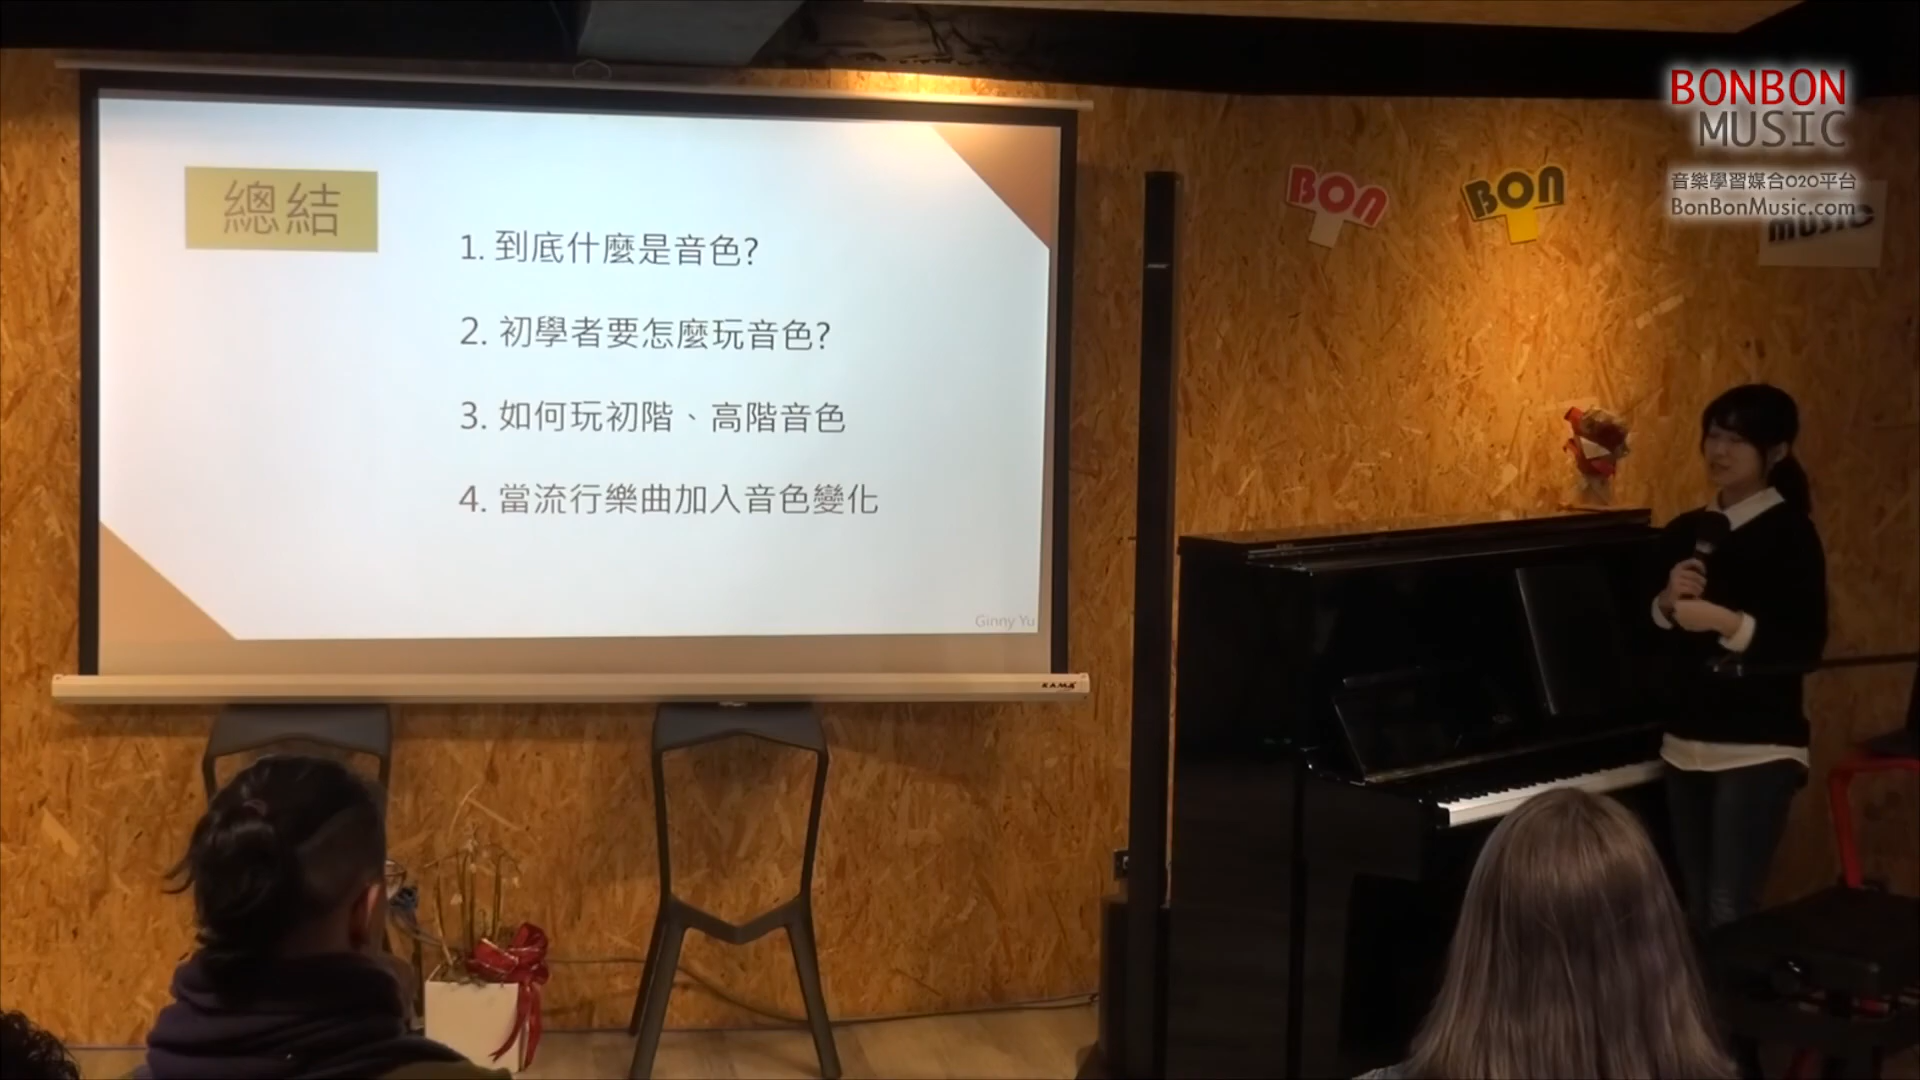 總結
1. 到底什麼是音色?
2. 初學者要怎麼玩音色?
3. 如何玩初階、高階音色
4. 當流行樂曲加入音色變化
Ginny Yu
KAMA
BON
BON
MUSIC
BONBON
MUSIC
音樂學習媒合O2O平台
BonBonMusic.com